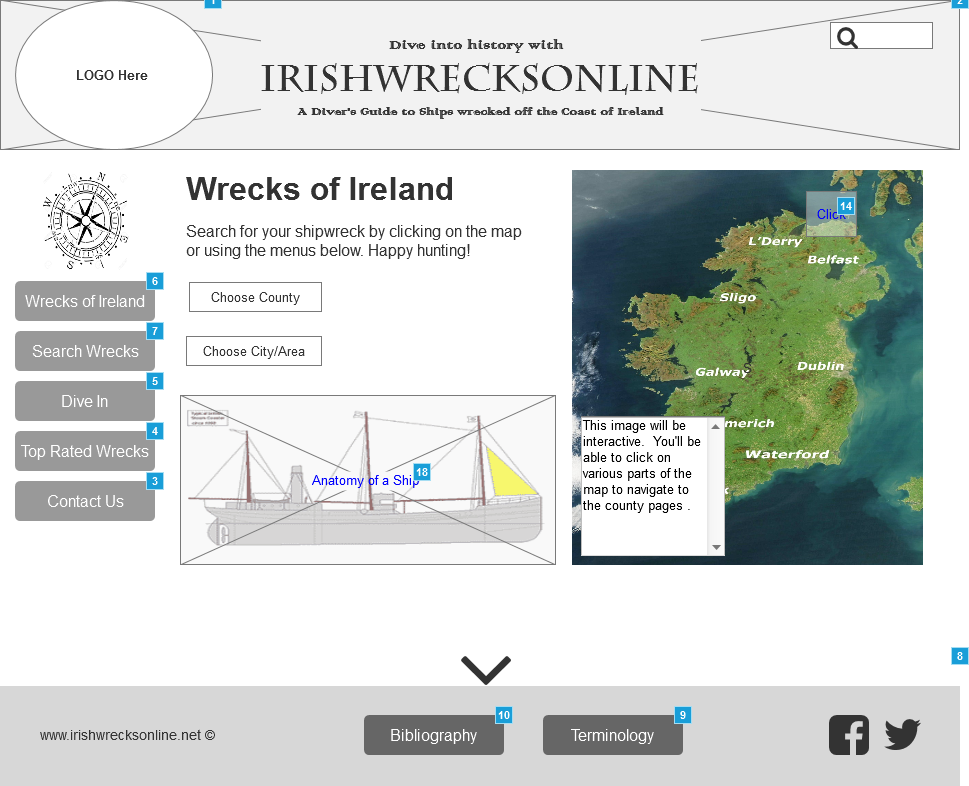 1
2
LOGO Here
Dive into history with
IRISHWRECKSONLINE
A Diver's Guide to Ships wrecked off the Coast of Ireland
N
W
E
S
6
Wrecks of Ireland
7
Search Wrecks
5
Dive In
4
Top Rated Wrecks
3
Contact Us
Wrecks of Ireland
Search for your shipwreck by clicking on the map
or using the menus below. Happy hunting!
Choose County
Choose City/Area
Anatomy of a Ship
18
14
Click
L'Derry
Belfast
Sligo
Galway
Dublin
merich
Waterford
k
This image will be
interactive.  You'll be
able to click on
various parts of the
map to navigate to
the county pages .
8
www.irishwrecksonline.net ©
10
Bibliography
9
Terminology